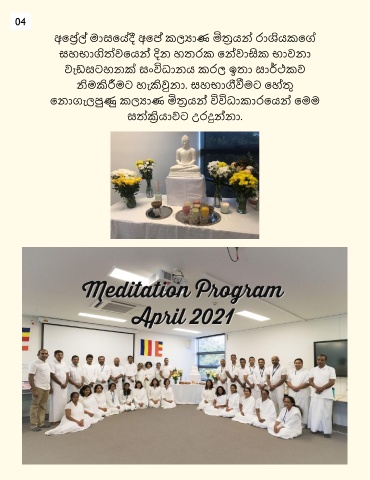 04
අප්‍රේල් මාසයේදී අපේ කල්‍යාණ මිත්‍රයන් රාශියකගේ
සහභාගිත්වයෙන් දින හතරක නේවාසික භාවනා
වැඩසටහනක් සංවිධානය කරල ඉතා සාර්ථකව
නිමකිරීමට හැකිවුනා. සහභාගීවීමට හේතු
නොගැලපුණු කල්‍යාණ මිත්‍රයන් විවිධාකාරයෙන් මෙම
සත්ක්‍රියාවට උරදුන්නා.
Meditation Program
April 2021